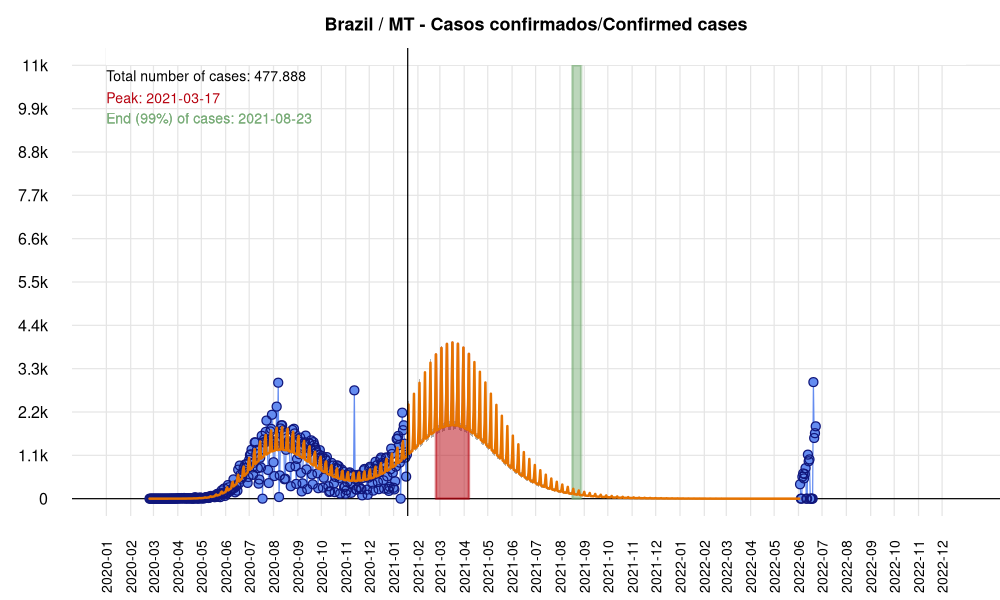 Brazil / MT - Casos confirmados/Confirmed cases
Total number of cases: 477.888
Peak: 2021-03-17
End (99%) of cases: 2021-08-23
11k
9.9k
8.8k
7.7k
6.6k
5.5k
4.4k
3.3k
2.2k
1.1k
0
2020-01
2020-02
2020-03
2020-04
2020-05
2020-06
2020-07
2020-08
2020-09
2020-10
2020-11
2020-12
2021-01
2021-02
2021-03
2021-04
2021-05
2021-06
2021-07
2021-08
2021-09
2021-10
2021-11
2021-12
2022-01
2022-02
2022-03
2022-04
2022-05
2022-06
2022-07
2022-08
2022-09
2022-10
2022-11
2022-12